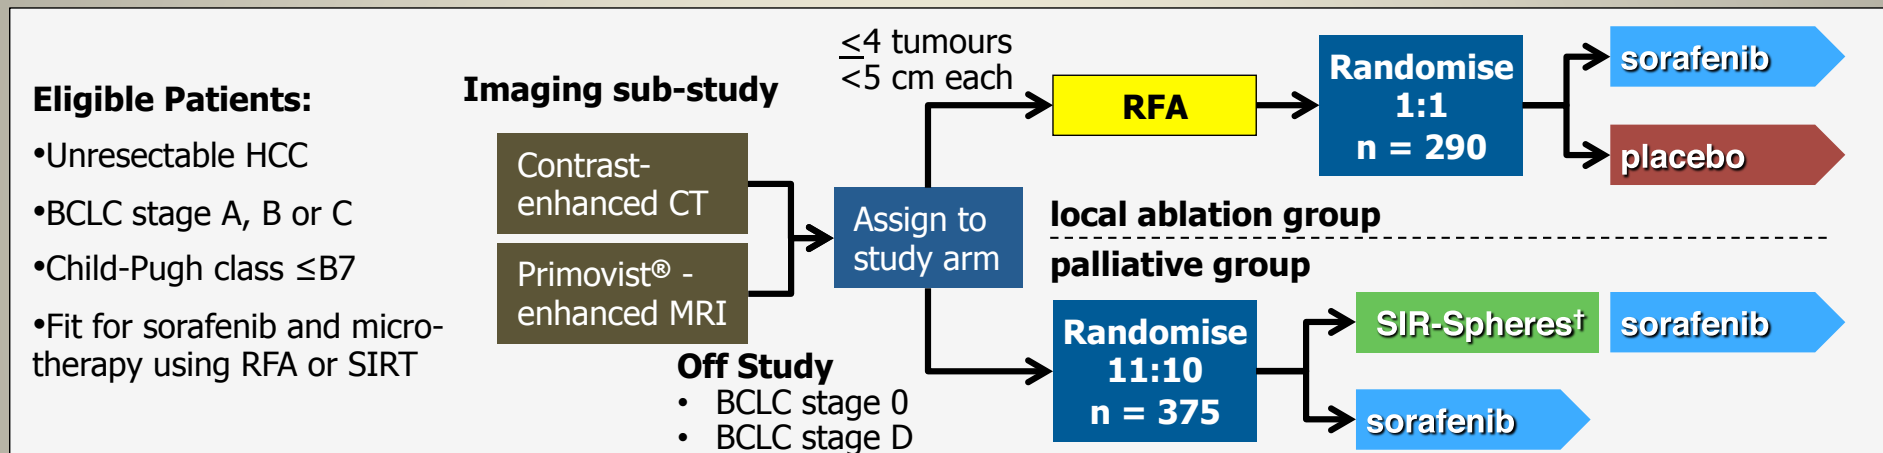 Eligible Patients:
•Unresectable HCC
•BCLC stage A, B or C
•Child-Pugh class ≤B7
•Fit for sorafenib and micro-
therapy using RFA or SIRT
Imaging sub-study
Contrast-
enhanced CT
Primovist® -
enhanced MRI
Off Study
• BCLC stage 0
• BCLC stage D
Assign to
study arm
≤4 tumours
<5 cm each
RFA
Randomise
1:1
n = 290
sorafenib
placebo
local ablation group
palliative group
Randomise
11:10
n = 375
SIR-Spheres†
sorafenib
sorafenib